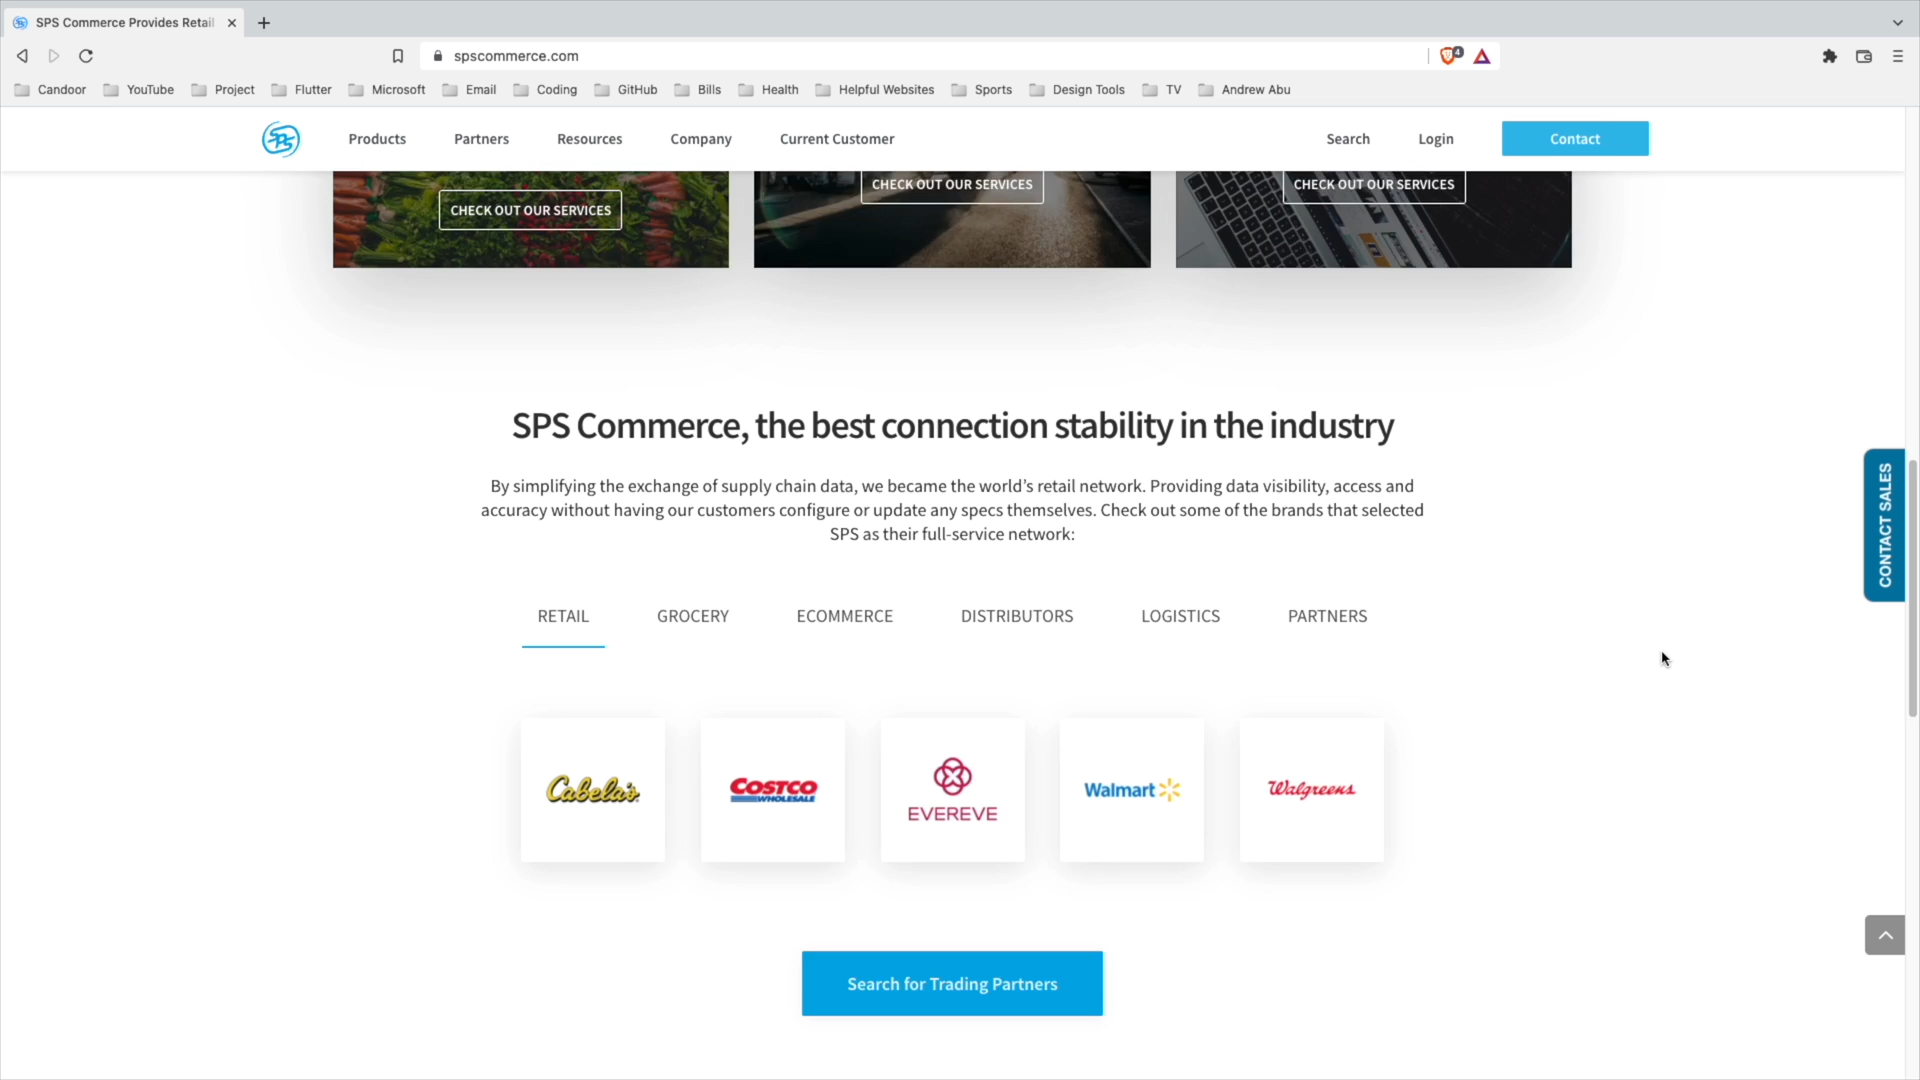 SPS Commerce Provides Retail
4
spscommerce.com
Candoor YouTube Project Flutter Microsoft Email Coding GitHub Bills Health Helpful Websites Sports Design Tools TV Andrew Abu
SPS Products Partners Resources Company Current Customer Search Login Contact
CHECK OUT OUR SERVICES
CHECK OUT OUR SERVICES
CHECK OUT OUR SERVICES
SPS Commerce, the best connection stability in the industry
By simplifying the exchange of supply chain data, we became the world’s retail network. Providing data visibility, access and
accuracy without having our customers configure or update any specs themselves. Check out some of the brands that selected
SPS as their full-service network:
CONTACT SALES
RETAIL GROCERY ECOMMERCE DISTRIBUTORS LOGISTICS PARTNERS
Cabela's
COSTCO
WHOLESALE
EVEREVE
Walmart
Walgreens
Search for Trading Partners